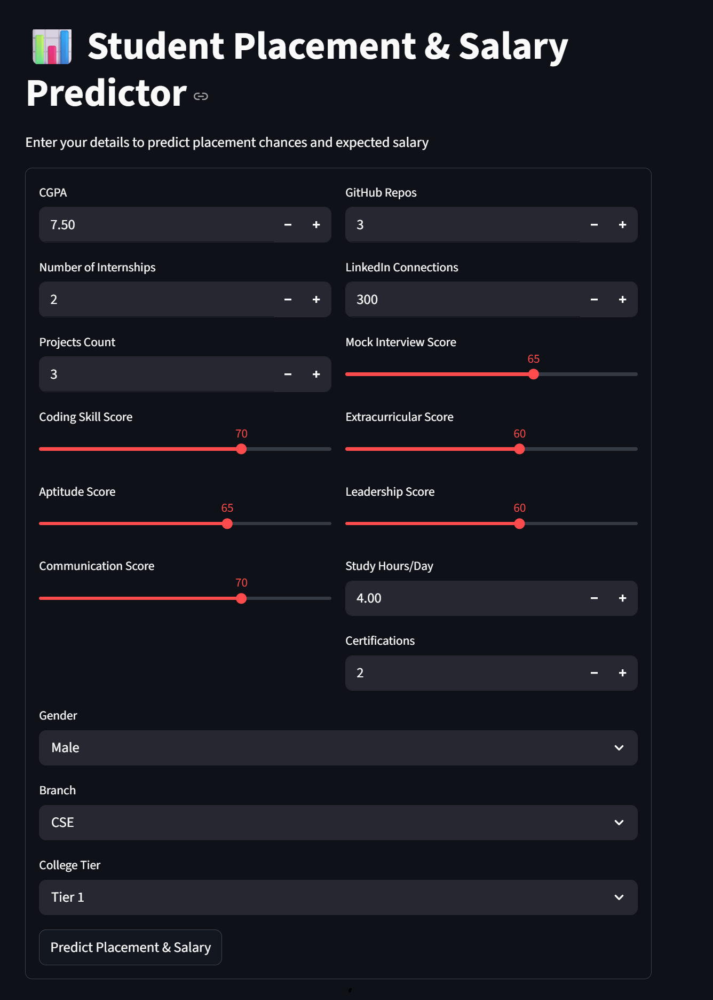 Student Placement & Salary
Predictor
Enter your details to predict placement chances and expected salary
CGPA
7.50
Number of Internships
2
Projects Count
3
Coding Skill Score
70
Aptitude Score
65
Communication Score
70
GitHub Repos
3
LinkedIn Connections
300
Mock Interview Score
65
Extracurricular Score
60
Leadership Score
60
Study Hours/Day
4.00
Certifications
2
Gender
Male
Branch
CSE
College Tier
Tier 1
Predict Placement & Salary